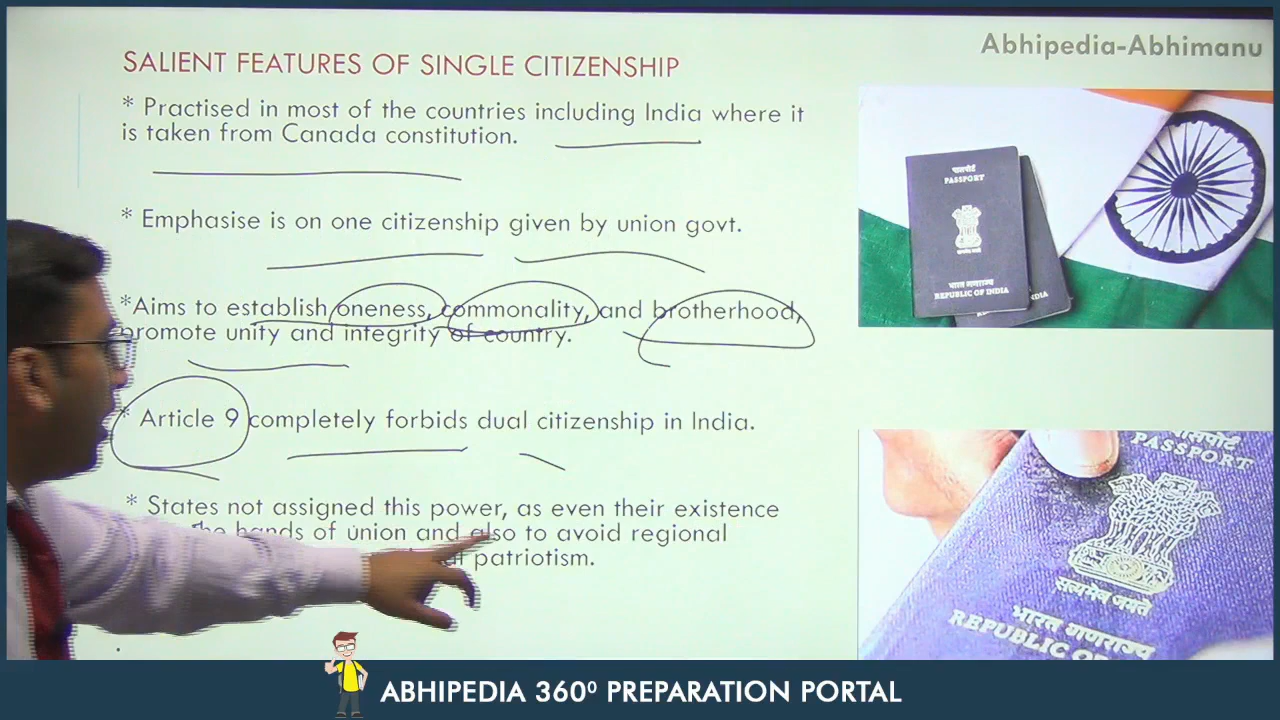 Abhipedia-Abhimanu
SALIENT FEATURES OF SINGLE CITIZENSHIP
* Practised in most of the countries including India where it
is taken from Canada constitution.
* Emphasise is on one citizenship given by union govt.
*Aims to establish oneness, commonality, and brotherhood,
promote unity and integrity of country.
* Article 9 completely forbids dual citizenship in India.
* States not assigned this power, as even their existence
the hands of union and also to avoid regional
patriotism.
पासपोर्ट
PASSPORT
भारत गणराज्य
REPUBLIC OF INDIA
INDIA
पासपोर्ट
PASSPORT
सत्यमेव जयते
भारत गणराज्य
REPUBLIC OF
ABHIPEDIA 360⁰ PREPARATION PORTAL